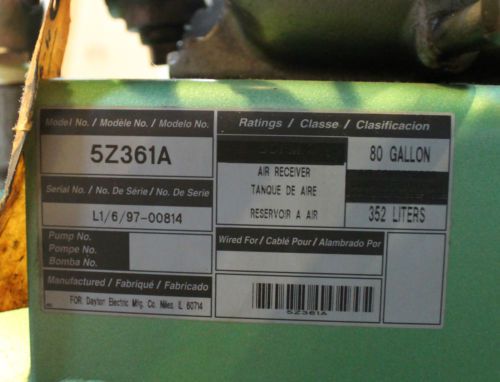 Model No. / Modèle No. / Modelo No.
5Z361A
Serial No. / No. De Série / No. De Serie
L1/6/97-00814
Pump No.
Pompe No.
Bomba No.
Manufactured / Fabriqué / Fabricado
FOR Dayton Electric Mfg. Co. Niles IL 60714
Ratings / Classe / Clasificacion
AIR RECEIVER
TANQUE DE AIRE
RESERVOIR A AIR
80 GALLON
352 LITERS
Wired For / Cablé Pour / Alambrado Por
5Z361A